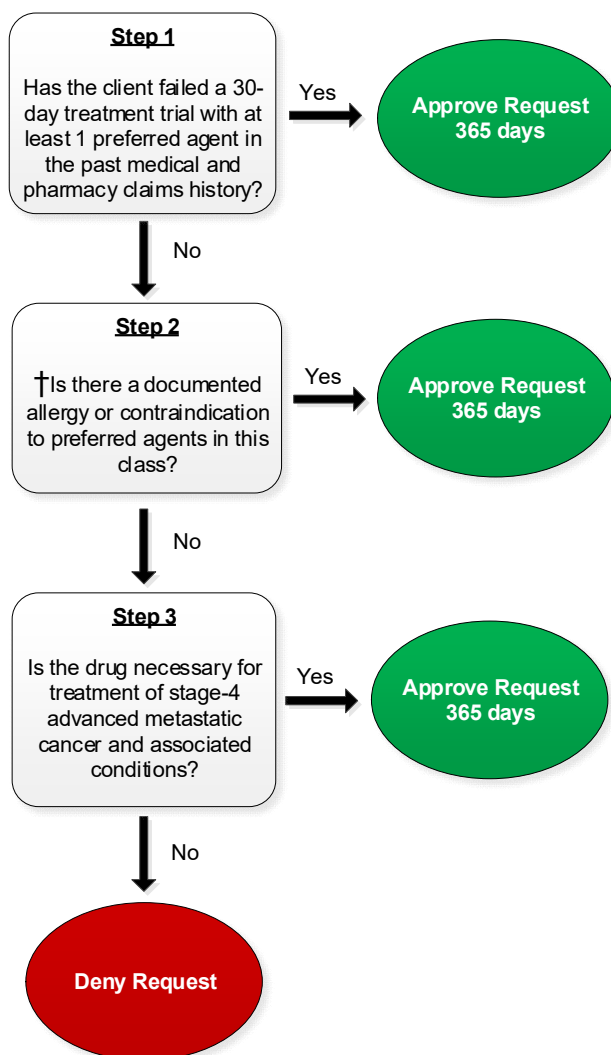 Step 1
Has the client failed a 30-
day treatment trial with at
least 1 preferred agent in
the past medical and
pharmacy claims history?
Yes
Approve Request
365 days
No
Step 2
†Is there a documented
allergy or contraindication
to preferred agents in this
class?
Yes
Approve Request
365 days
No
Step 3
Is the drug necessary for
treatment of stage-4
advanced metastatic
cancer and associated
conditions?
Yes
Approve Request
365 days
No
Deny Request